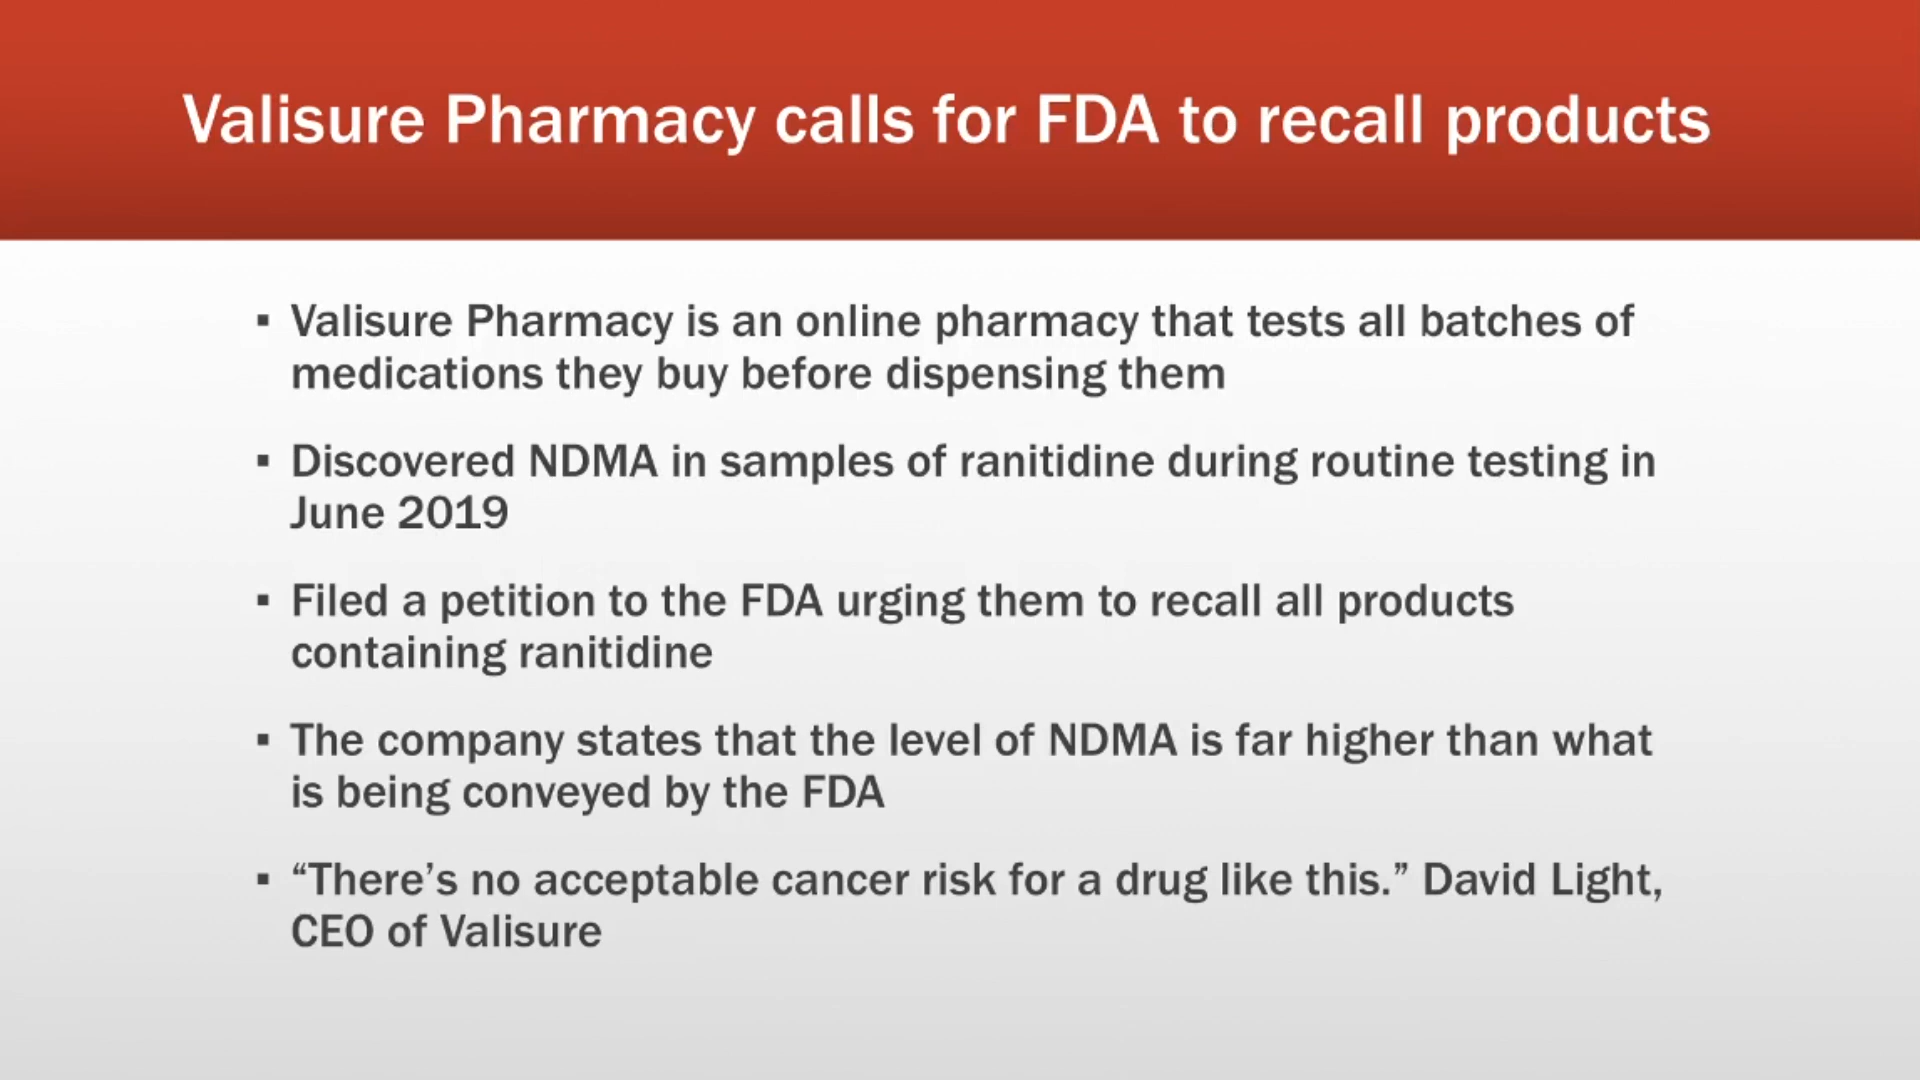 Valisure Pharmacy calls for FDA to recall products
▪ Valisure Pharmacy is an online pharmacy that tests all batches of
medications they buy before dispensing them
▪ Discovered NDMA in samples of ranitidine during routine testing in
June 2019
▪ Filed a petition to the FDA urging them to recall all products
containing ranitidine
▪ The company states that the level of NDMA is far higher than what
is being conveyed by the FDA
▪ “There’s no acceptable cancer risk for a drug like this.” David Light,
CEO of Valisure